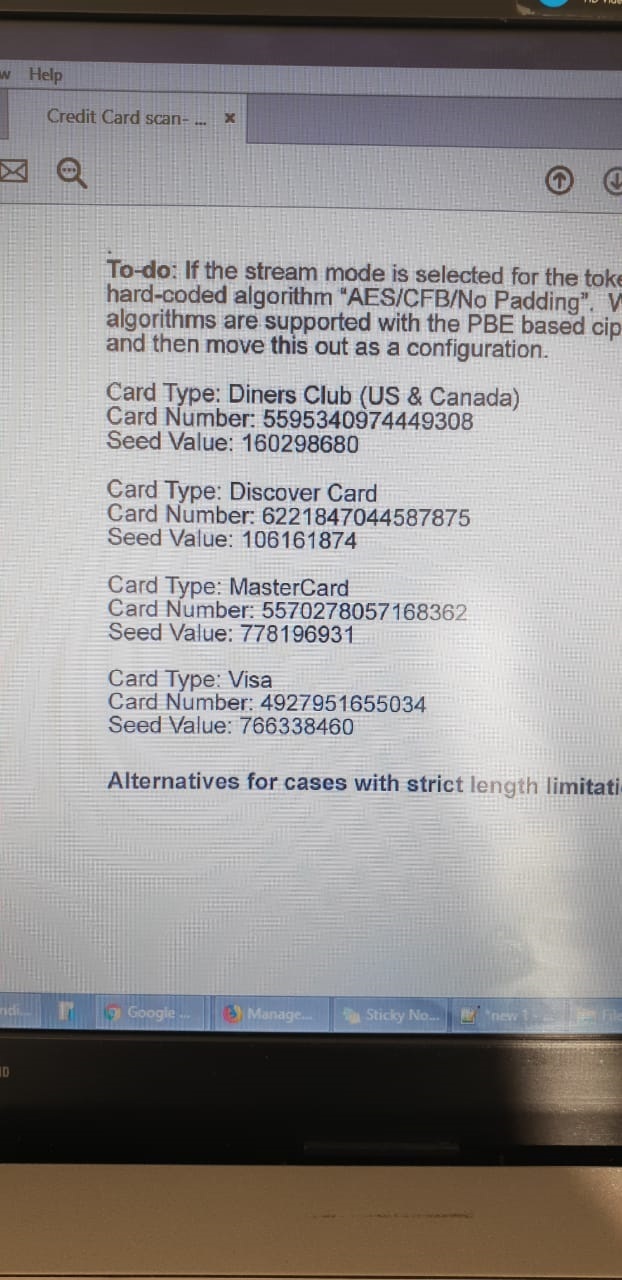 w Help
Credit Card scan- ... x
To-do: If the stream mode is selected for the toke
hard-coded algorithm "AES/CFB/No Padding". W
algorithms are supported with the PBE based cip
and then move this out as a configuration.
Card Type: Diners Club (US & Canada)
Card Number: 5595340974449308
Seed Value: 160298680
Card Type: Discover Card
Card Number: 6221847044587875
Seed Value: 106161874
Card Type: MasterCard
Card Number: 5570278057168362
Seed Value: 778196931
Card Type: Visa
Card Number: 4927951655034
Seed Value: 766338460
Alternatives for cases with strict length limitati
ndi... Google ... Manage... Sticky No... *new 1 - ... File